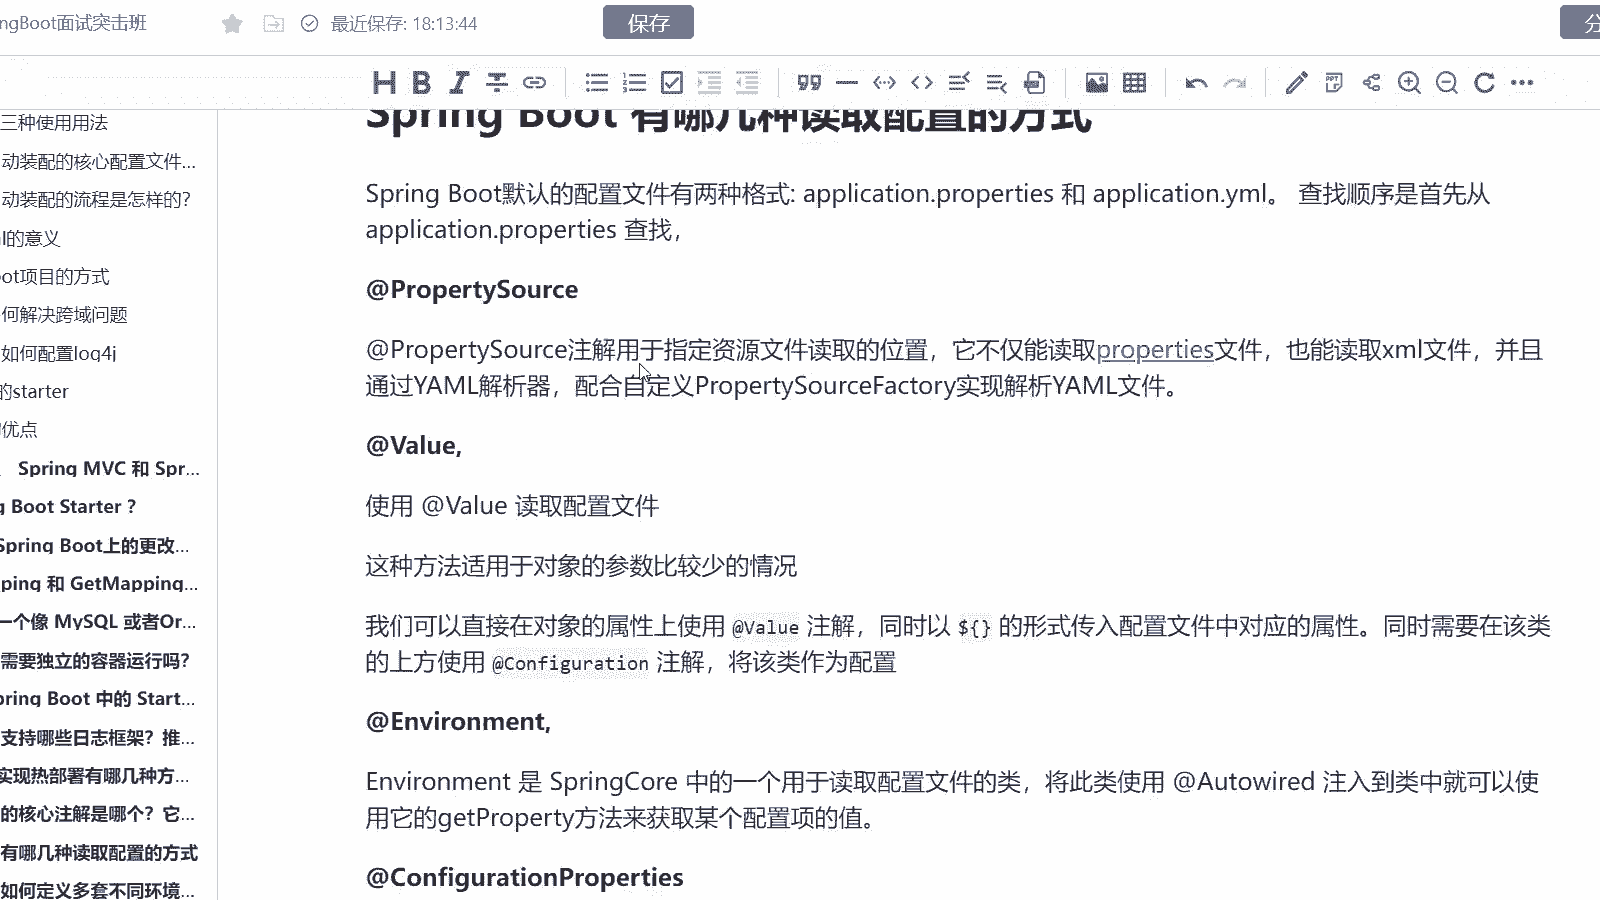 ngBoot面试突击班
最近保存: 18:13:44
保存
分
三种使用用法
动装配的核心配置文件...
动装配的流程是怎样的?
的意义
ot项目的方式
何解决跨域问题
如何配置log4j
的starter
优点
Spring MVC 和 Spr...
g Boot Starter ?
Spring Boot上的更改...
ping 和 GetMapping...
一个像 MySQL 或者Or...
需要独立的容器运行吗?
pring Boot 中的 Start...
支持哪些日志框架? 推...
实现热部署有哪几种方...
的核心注解是哪个? 它...
有哪几种读取配置的方式
如何定义多套不同环境...
Spring Boot 有哪几种读取配置的方式
Spring Boot默认的配置文件有两种格式: application.properties 和 application.yml。 查找顺序是首先从
application.properties 查找，
@PropertySource
@PropertySource注解用于指定资源文件读取的位置，它不仅能读取properties文件，也能读取xml文件，并且
通过YAML解析器，配合自定义PropertySourceFactory实现解析YAML文件。
@Value,
使用 @Value 读取配置文件
这种方法适用于对象的参数比较少的情况
我们可以直接在对象的属性上使用 @Value 注解，同时以 ${} 的形式传入配置文件中对应的属性。同时需要在该类
的上方使用 @Configuration 注解，将该类作为配置
@Environment,
Environment 是 SpringCore 中的一个用于读取配置文件的类，将此类使用 @Autowired 注入到类中就可以使
用它的getProperty方法来获取某个配置项的值。
@ConfigurationProperties